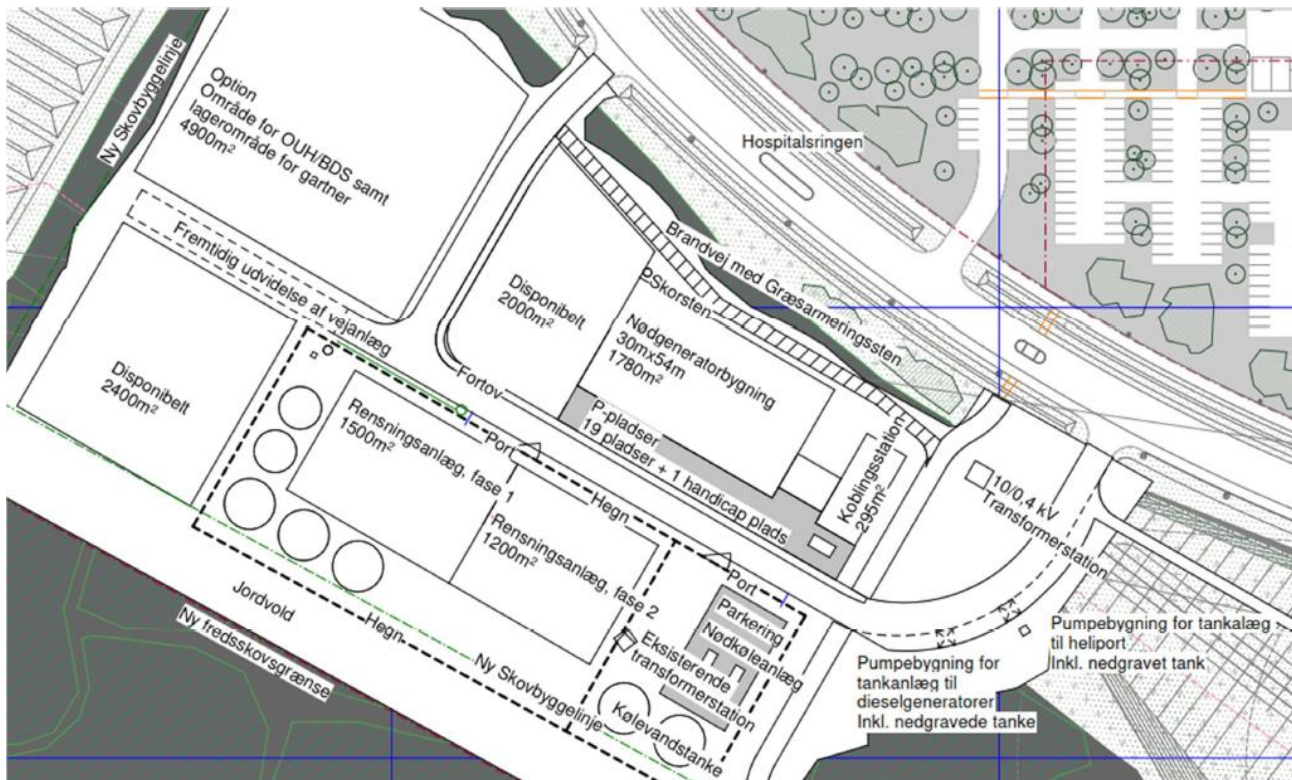 Ny Skovbyggelinje
Option
Område for OUH/BDS samt
lagerområde for gartner
4900m²
Hospitalsringen
Fremtidig udvidelse af vejanlæg
Disponibelt
2000m²
Skorsten
Brandvej med Græsarmeringssten
Nødgeneratorbygning
30mx54m
1780m²
Disponibelt
2400m²
Fortov
P-pladser
19 pladser + 1 handicap plads
Koblingsstation
295m²
10/0.4 kV
Transformerstation
Rensningsanlæg, fase 1
1500m²
Port
Hegn
Rensningsanlæg, fase 2
1200m²
Port
Parkering
Nødkøleanlæg
Eksisterende
transformerstation
Kølevandstanke
Jordvold
Hegn
Ny Skovbyggelinje
Ny fredsskovsgrænse
Pumpebygning for
tankanlæg til
dieselgeneratorer
Inkl. nedgravede tanke
Pumpebygning for tankalæg
til heliport
Inkl. nedgravet tank